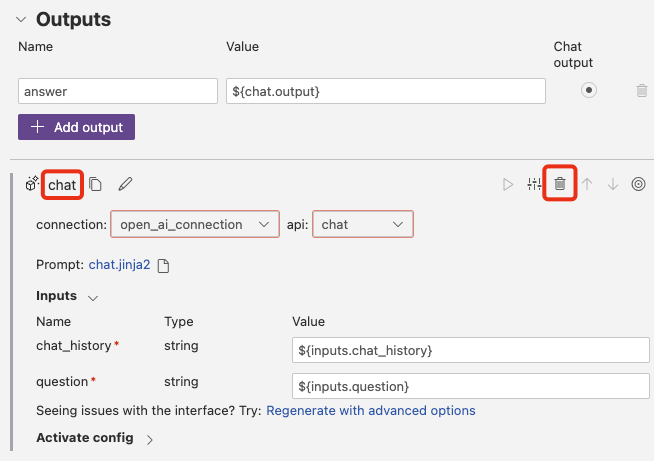 Outputs
Name Value Chat output
answer ${chat.output}
+ Add output
chat
connection: open_ai_connection api: chat
Prompt: chat.jinja2
Inputs
Name Type Value
chat_history* string ${inputs.chat_history}
question* string ${inputs.question}
Seeing issues with the interface? Try: Regenerate with advanced options
Activate config